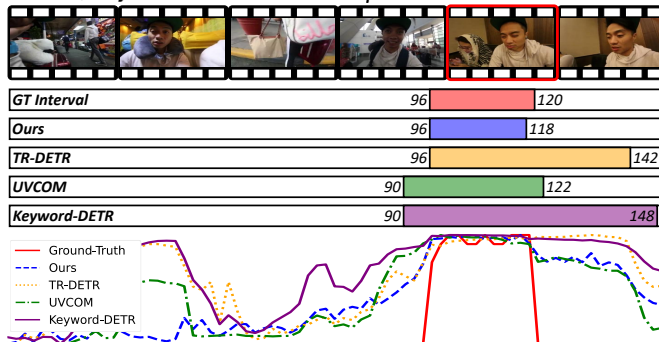 GT Interval 96 120
Ours 96 118
TR-DETR 96 142
UVCOM 90 122
Keyword-DETR 90 148
Ground-Truth
Ours
TR-DETR
UVCOM
Keyword-DETR